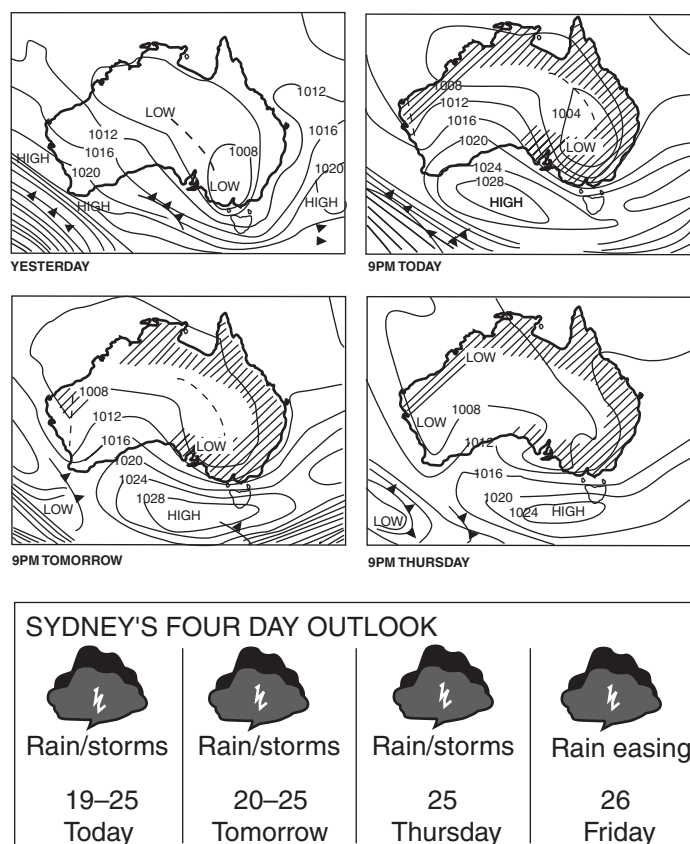 1012
LOW
1012
1016
1016
1008
HIGH
1020
1020
LOW
HIGH
HIGH
YESTERDAY
1008
1012
1004
1016
1020
LOW
1024
1028
HIGH
9PM TODAY
1008
1012
1016
LOW
1020
1024
1028
LOW
HIGH
9PM TOMORROW
LOW
1008
LOW
1012
1016
1020
1024
HIGH
LOW
9PM THURSDAY
SYDNEY'S FOUR DAY OUTLOOK
Rain/storms
19–25
Today
Rain/storms
20–25
Tomorrow
Rain/storms
25
Thursday
Rain easing
26
Friday